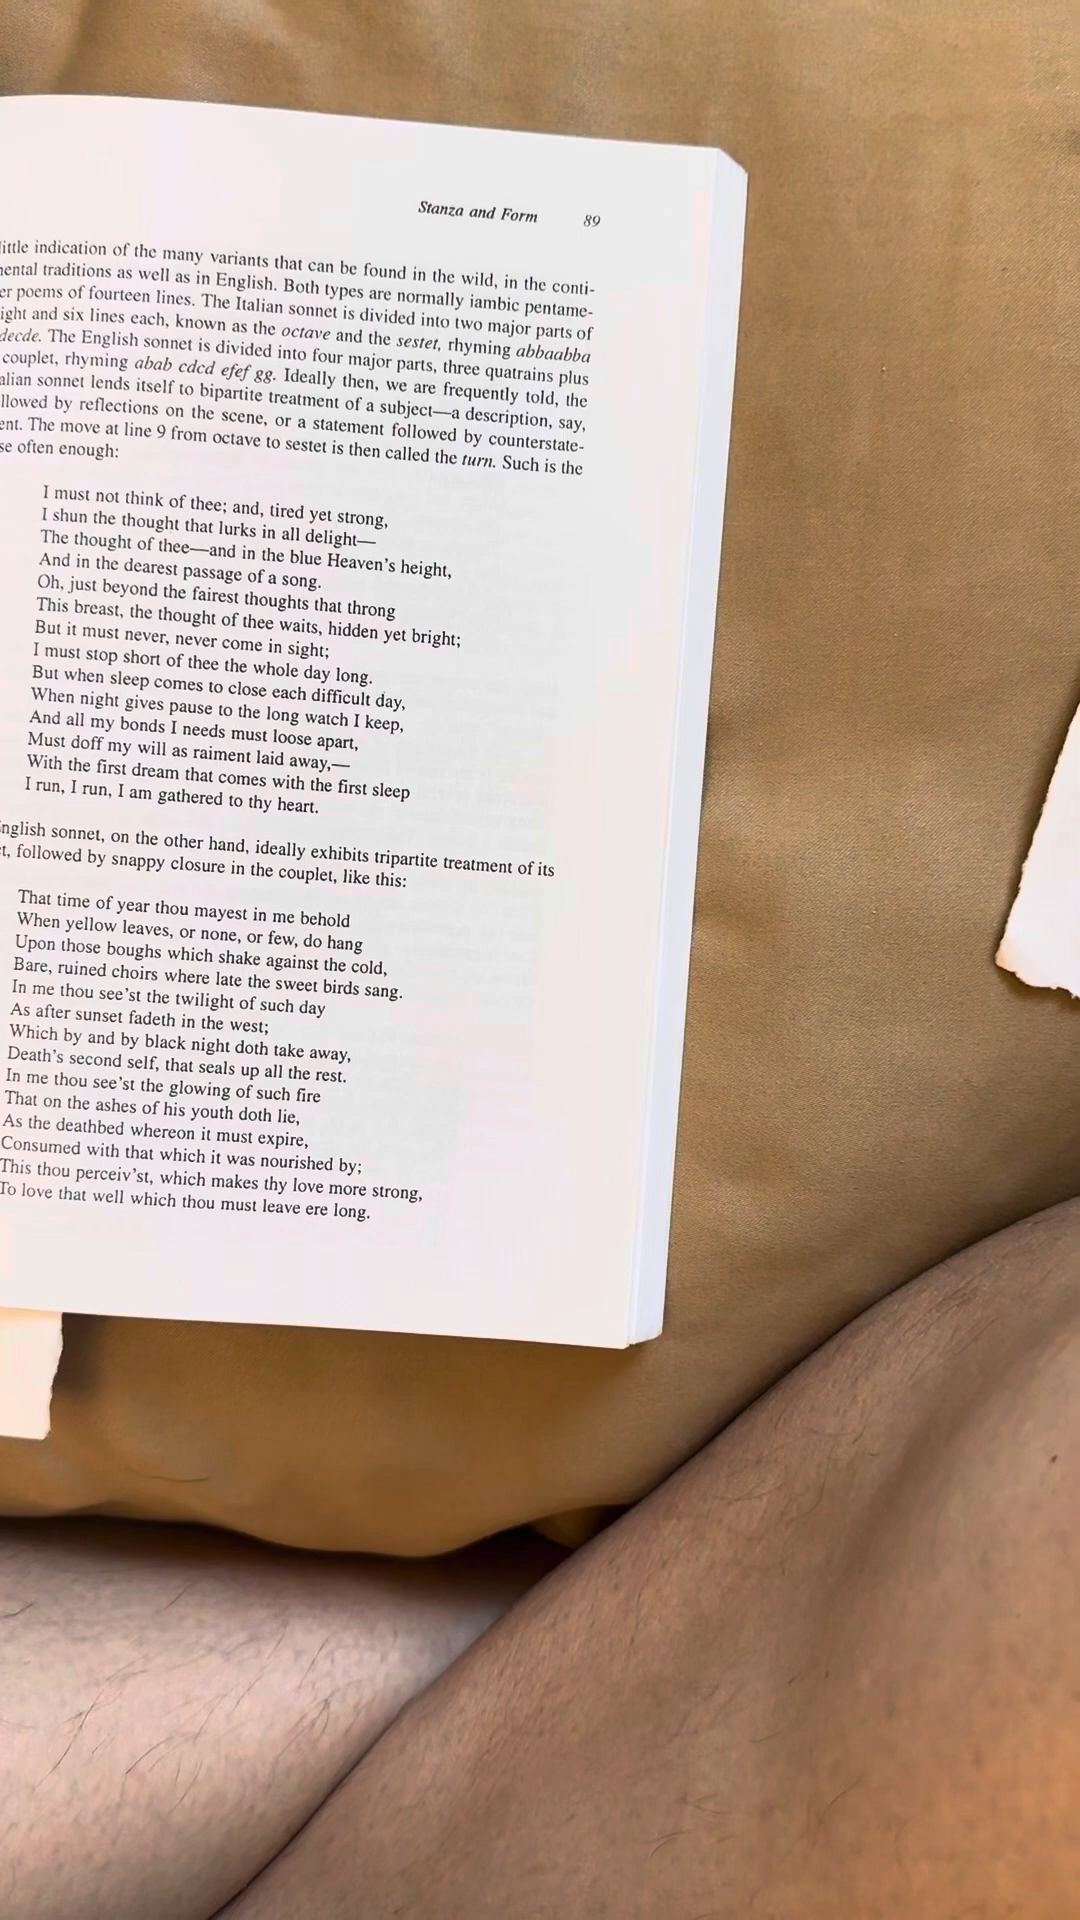 Stanza and Form 89
little indication of the many variants that can be found in the wild, in the conti-
nental traditions as well as in English. Both types are normally iambic pentame-
er poems of fourteen lines. The Italian sonnet is divided into two major parts of
ight and six lines each, known as the octave and the sestet, rhyming abbaabba
decde. The English sonnet is divided into four major parts, three quatrains plus
couplet, rhyming abab cdcd efef gg. Ideally then, we are frequently told, the
alian sonnet lends itself to bipartite treatment of a subject—a description, say,
llowed by reflections on the scene, or a statement followed by counterstate-
ent. The move at line 9 from octave to sestet is then called the turn. Such is the
se often enough:
I must not think of thee; and, tired yet strong,
I shun the thought that lurks in all delight—
The thought of thee—and in the blue Heaven's height,
And in the dearest passage of a song.
Oh, just beyond the fairest thoughts that throng
This breast, the thought of thee waits, hidden yet bright;
But it must never, never come in sight;
I must stop short of thee the whole day long.
But when sleep comes to close each difficult day,
When night gives pause to the long watch I keep,
And all my bonds I needs must loose apart,
Must doff my will as raiment laid away,—
With the first dream that comes with the first sleep
I run, I run, I am gathered to thy heart.
English sonnet, on the other hand, ideally exhibits tripartite treatment of its
t, followed by snappy closure in the couplet, like this:
That time of year thou mayest in me behold
When yellow leaves, or none, or few, do hang
Upon those boughs which shake against the cold,
Bare, ruined choirs where late the sweet birds sang.
In me thou see'st the twilight of such day
As after sunset fadeth in the west;
Which by and by black night doth take away,
Death's second self, that seals up all the rest.
In me thou see'st the glowing of such fire
That on the ashes of his youth doth lie,
As the deathbed whereon it must expire,
Consumed with that which it was nourished by;
This thou perceiv'st, which makes thy love more strong,
To love that well which thou must leave ere long.